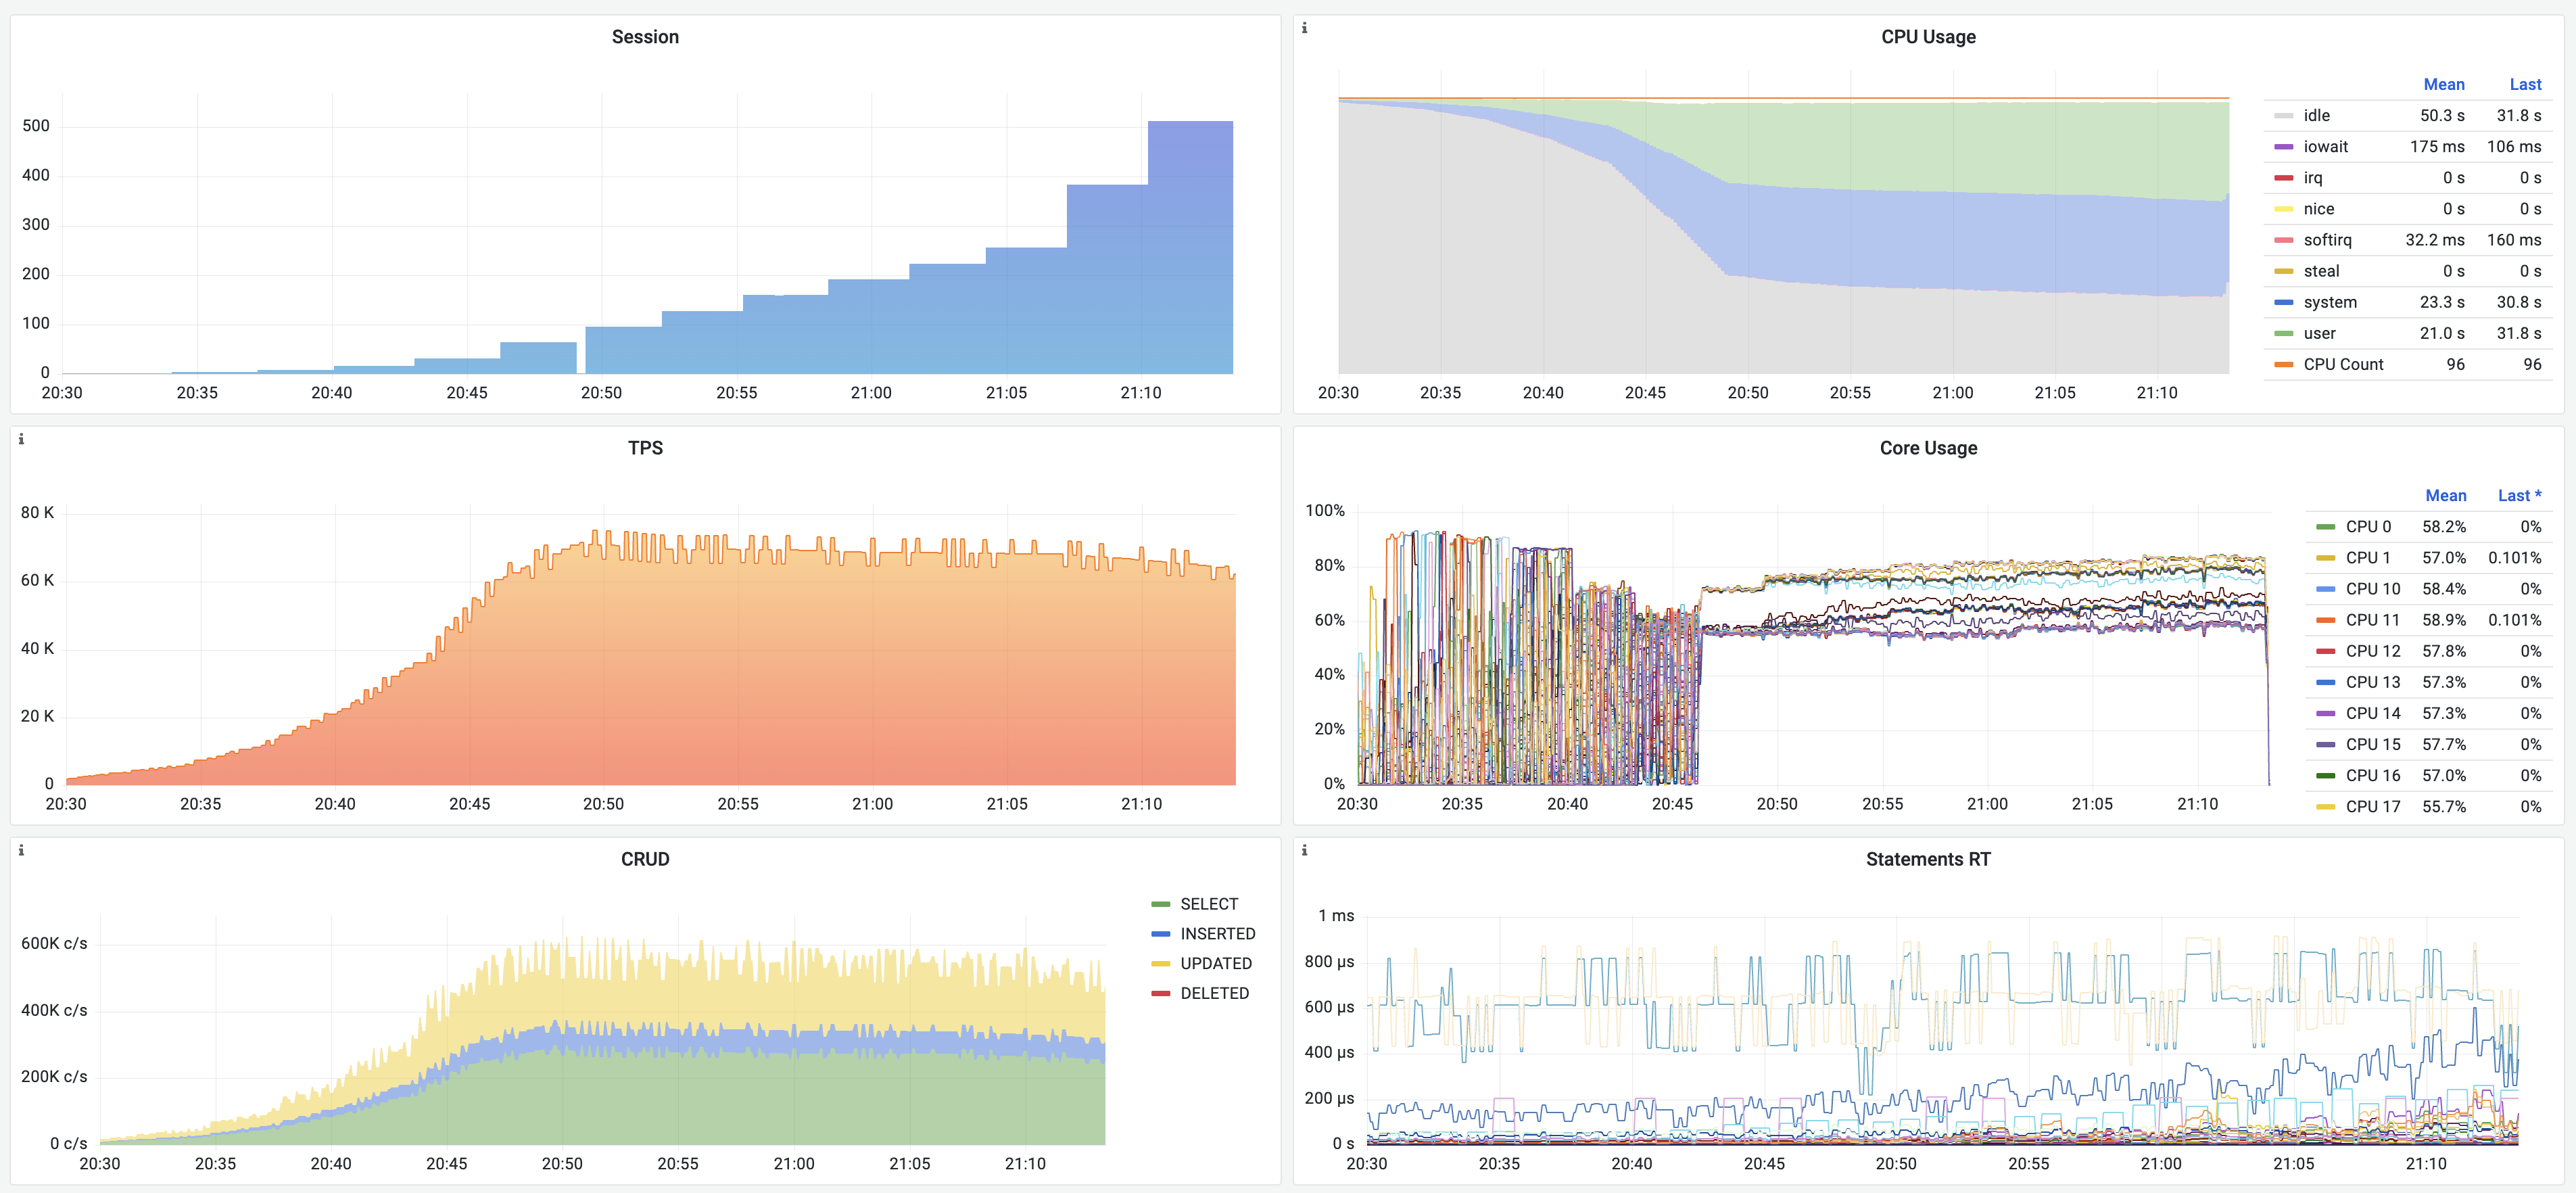 Session
500
400
300
200
100
0
20:30 20:35 20:40 20:45 20:50 20:55 21:00 21:05 21:10
i
CPU Usage
20:30 20:35 20:40 20:45 20:50 20:55 21:00 21:05 21:10
Mean Last
idle 50.3 s 31.8 s
iowait 175 ms 106 ms
irq 0 s 0 s
nice 0 s 0 s
softirq 32.2 ms 160 ms
steal 0 s 0 s
system 23.3 s 30.8 s
user 21.0 s 31.8 s
CPU Count 96 96
i
TPS
80 K
60 K
40 K
20 K
0
20:30 20:35 20:40 20:45 20:50 20:55 21:00 21:05 21:10
Core Usage
100%
80%
60%
40%
20%
0%
20:30 20:35 20:40 20:45 20:50 20:55 21:00 21:05 21:10
Mean Last *
CPU 0 58.2% 0%
CPU 1 57.0% 0.101%
CPU 10 58.4% 0%
CPU 11 58.9% 0.101%
CPU 12 57.8% 0%
CPU 13 57.3% 0%
CPU 14 57.3% 0%
CPU 15 57.7% 0%
CPU 16 57.0% 0%
CPU 17 55.7% 0%
i
CRUD
600K c/s
400K c/s
200K c/s
0 c/s
20:30 20:35 20:40 20:45 20:50 20:55 21:00 21:05 21:10
SELECT
INSERTED
UPDATED
DELETED
i
Statements RT
1 ms
800 µs
600 µs
400 µs
200 µs
0 s
20:30 20:35 20:40 20:45 20:50 20:55 21:00 21:05 21:10